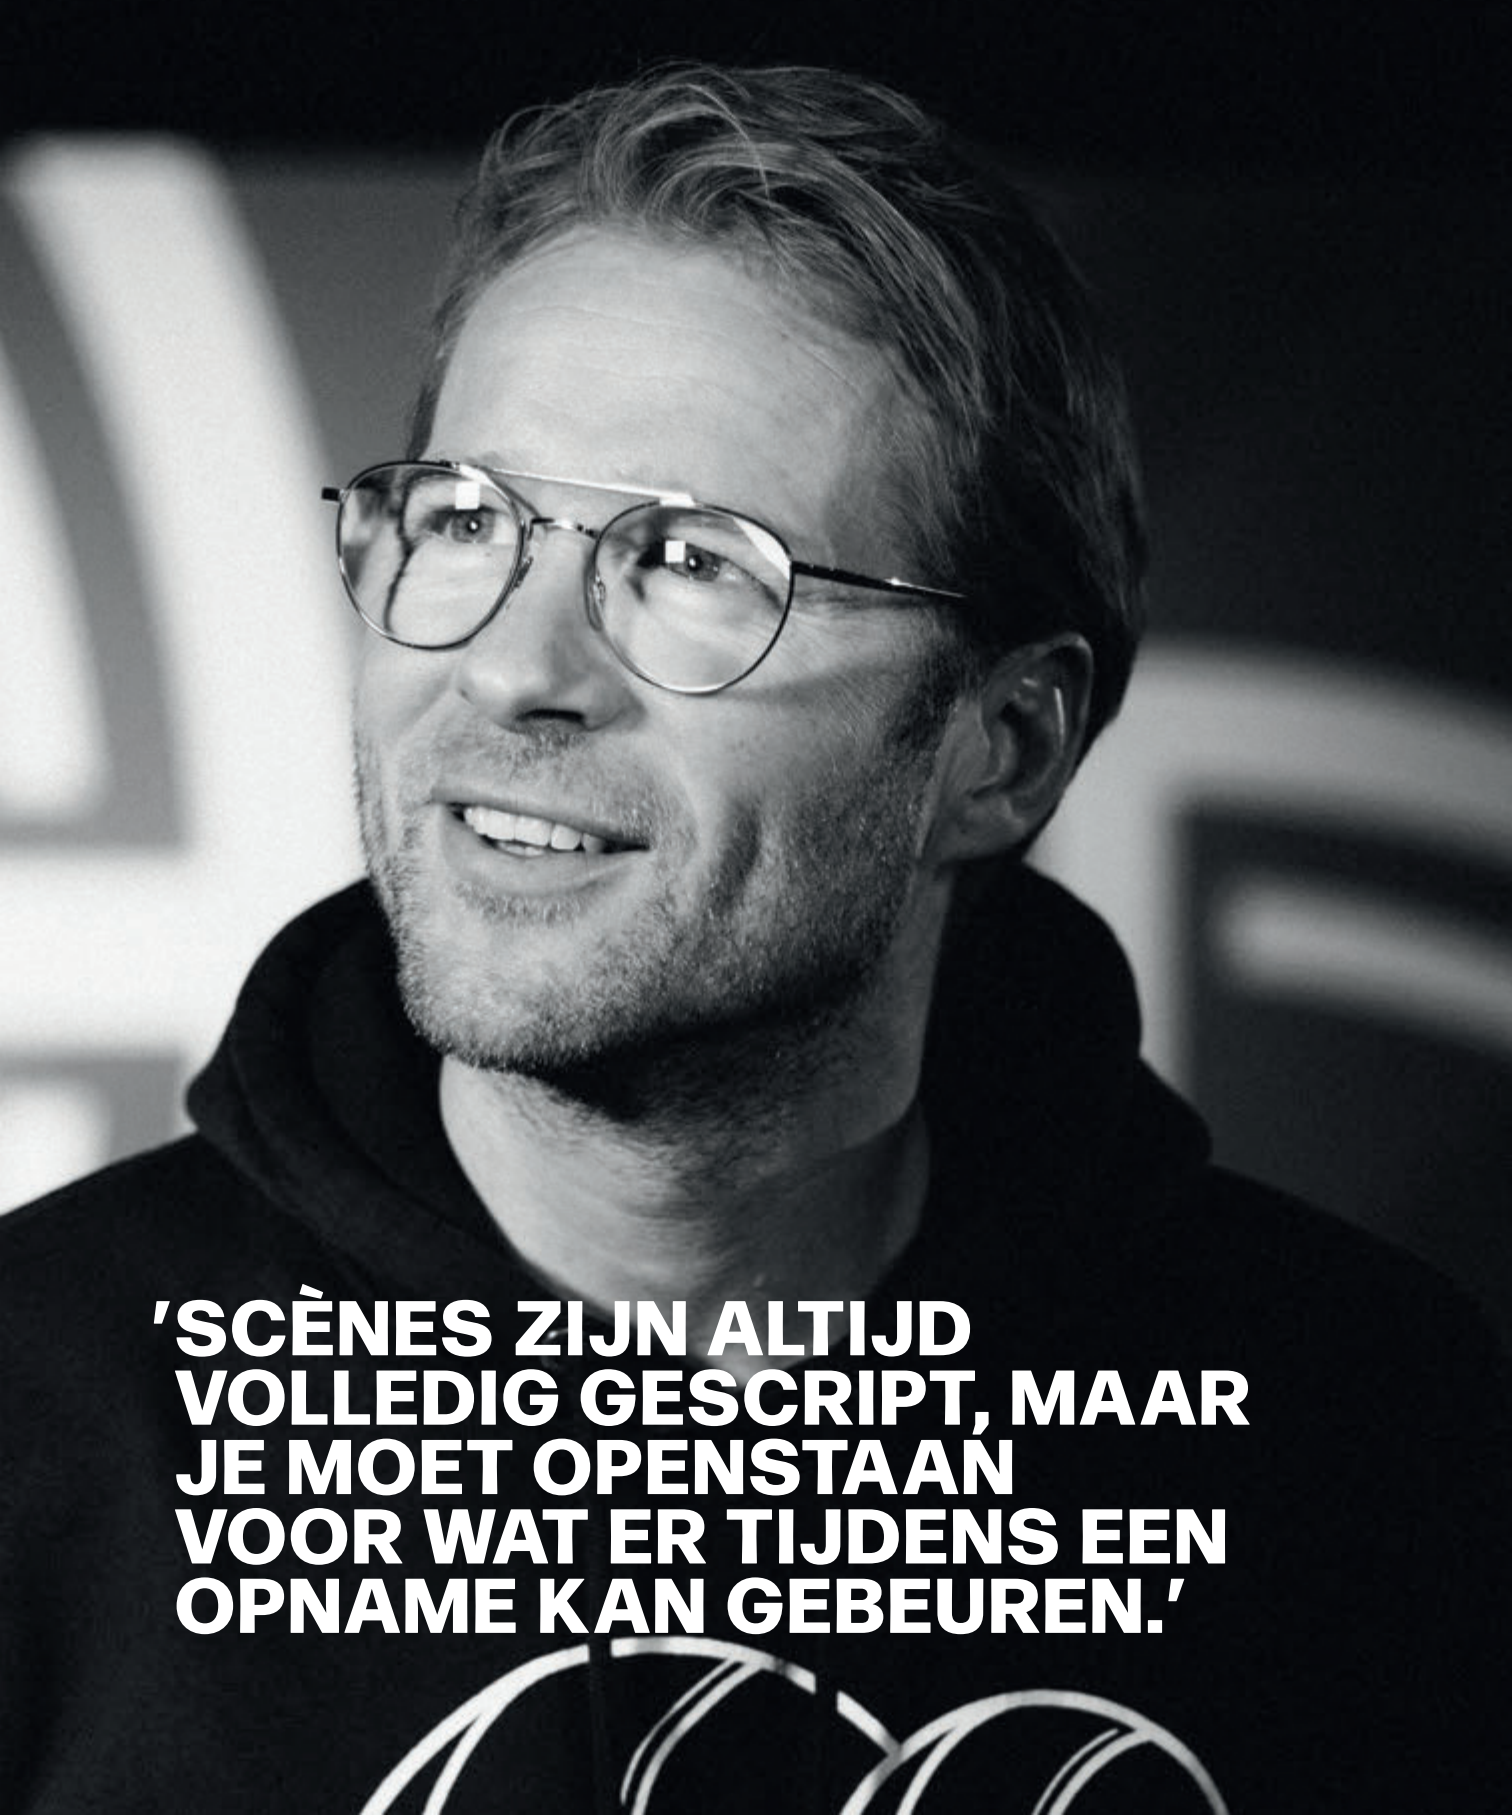 'SCÈNES ZIJN ALTIJD
VOLLEDIG GESCRIPT, MAAR
JE MOET OPENSTAAN
VOOR WAT ER TIJDENS EEN
OPNAME KAN GEBEUREN.'